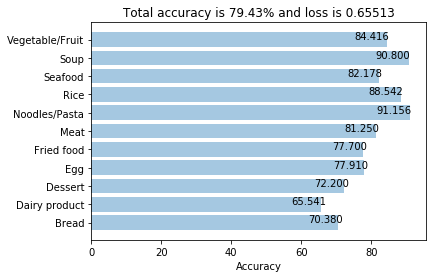 Total accuracy is 79.43% and loss is 0.65513
Vegetable/Fruit 84.416
Soup 90.800
Seafood 82.178
Rice 88.542
Noodles/Pasta 91.156
Meat 81.250
Fried food 77.700
Egg 77.910
Dessert 72.200
Dairy product 65.541
Bread 70.380
0 20 40 60 80
Accuracy